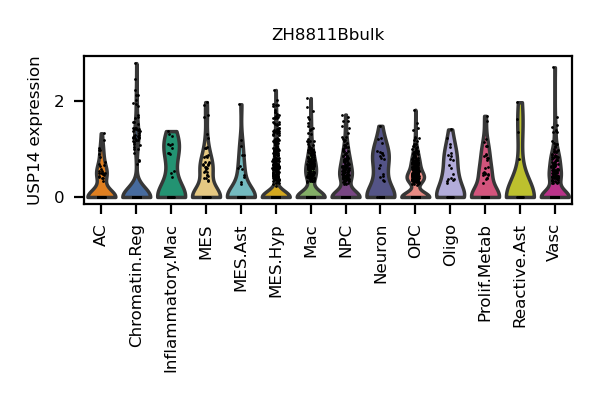 ZH8811Bbulk
USP14 expression
2
0
AC
Chromatin.Reg
Inflammatory.Mac
MES
MES.Ast
MES.Hyp
Mac
NPC
Neuron
OPC
Oligo
Prolif.Metab
Reactive.Ast
Vasc